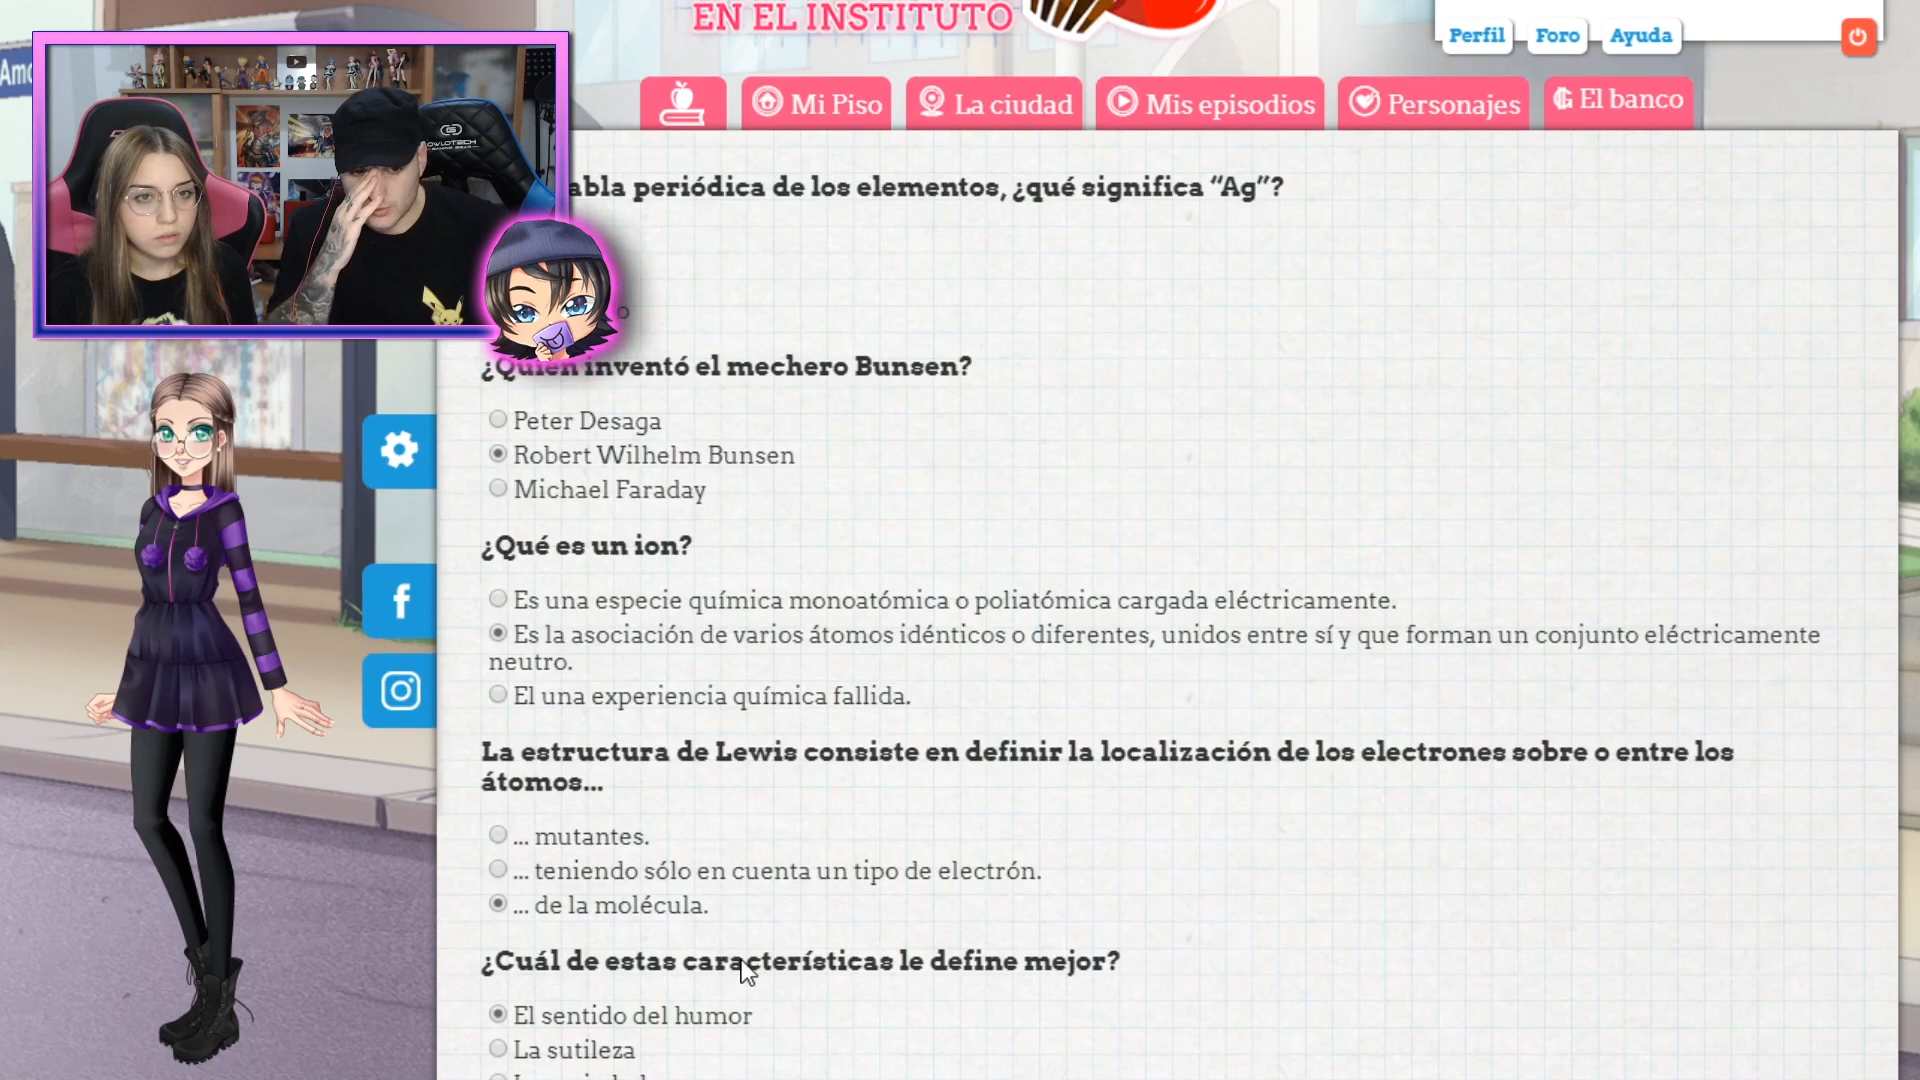 EN EL INSTITUTO
Perfil Foro Ayuda
Mi Piso La ciudad Mis episodios Personajes El banco
abla periódica de los elementos, ¿qué significa “Ag”?
o
¿Quién inventó el mechero Bunsen?
Peter Desaga
Robert Wilhelm Bunsen
Michael Faraday
¿Qué es un ion?
Es una especie química monoatómica o poliatómica cargada eléctricamente.
Es la asociación de varios átomos idénticos o diferentes, unidos entre sí y que forman un conjunto eléctricamente
neutro.
El una experiencia química fallida.
La estructura de Lewis consiste en definir la localización de los electrones sobre o entre los
átomos...
... mutantes.
... teniendo sólo en cuenta un tipo de electrón.
... de la molécula.
¿Cuál de estas características le define mejor?
El sentido del humor
La sutileza